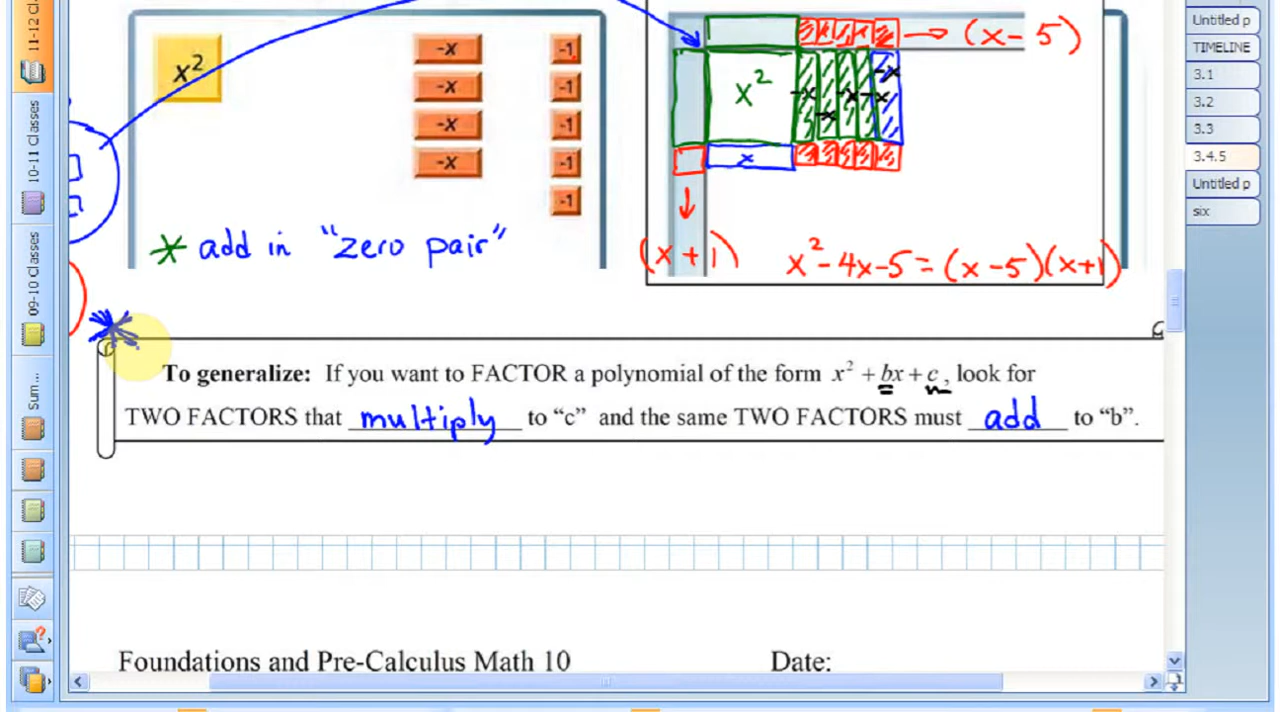 11-12 Cl
10-11 Classes
09-10 Classes
Sum...
x²
-x
-x
-x
-x
-1
-1
-1
-1
-1
* add in "zero pair"
→ (x-5)
x²
-x
-x
-x
-x
-x
x
(x+1)
x²-4x-5=(x-5)(x+1)
To generalize: If you want to FACTOR a polynomial of the form x² + bx + c, look for
TWO FACTORS that multiply to “c” and the same TWO FACTORS must add to “b”.
Foundations and Pre-Calculus Math 10 Date:
Untitled p
TIMELINE
3.1
3.2
3.3
3.4.5
Untitled p
six